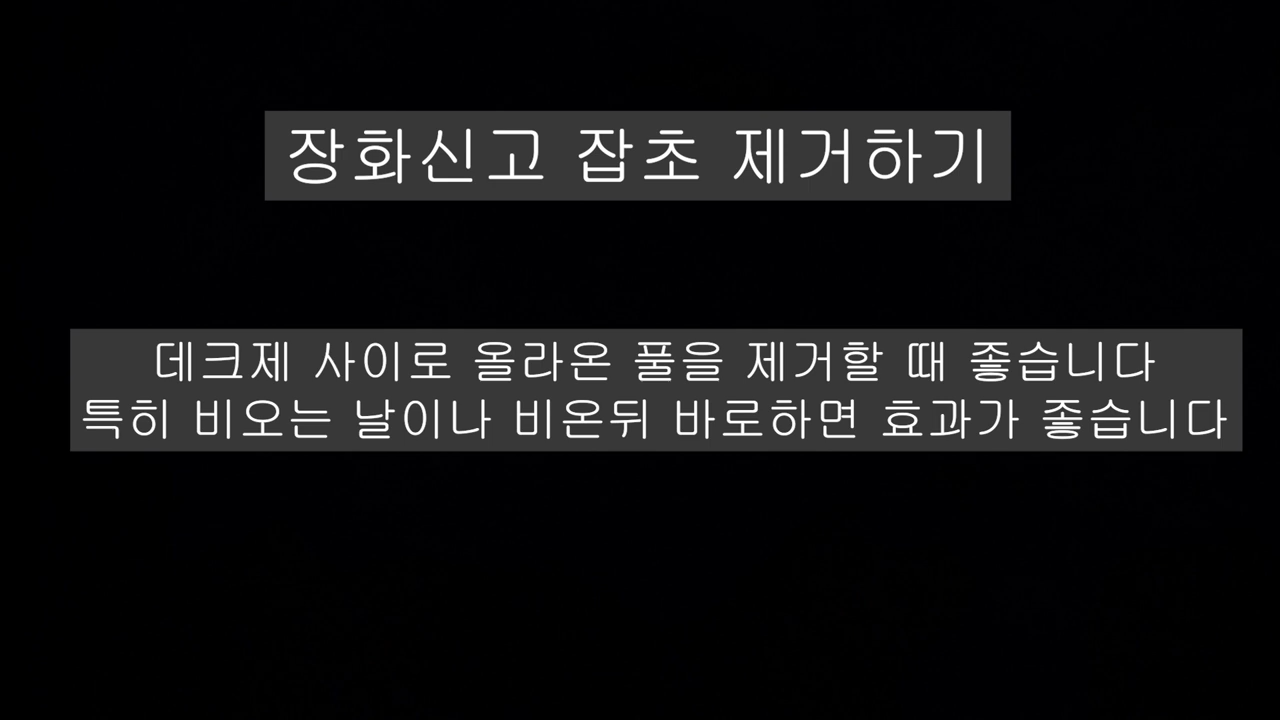 장화신고 잡초 제거하기
데크제 사이로 올라온 풀을 제거할 때 좋습니다
특히 비오는 날이나 비온뒤 바로하면 효과가 좋습니다